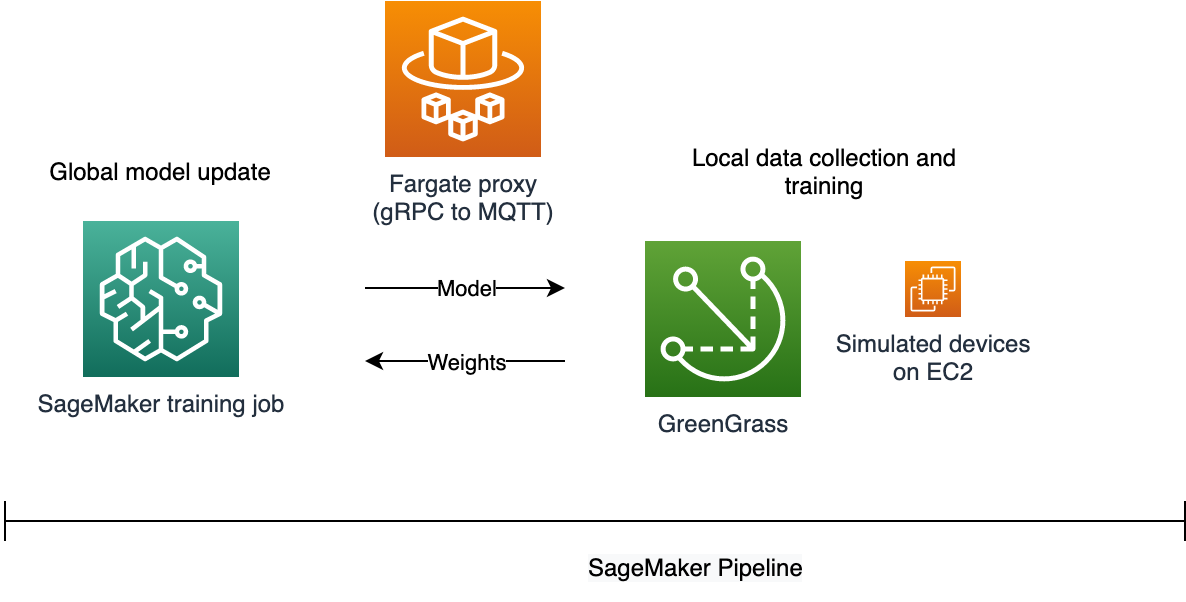 Global model update
Fargate proxy
(gRPC to MQTT)
Local data collection and
training
Model
Weights
SageMaker training job
GreenGrass
Simulated devices
on EC2
SageMaker Pipeline